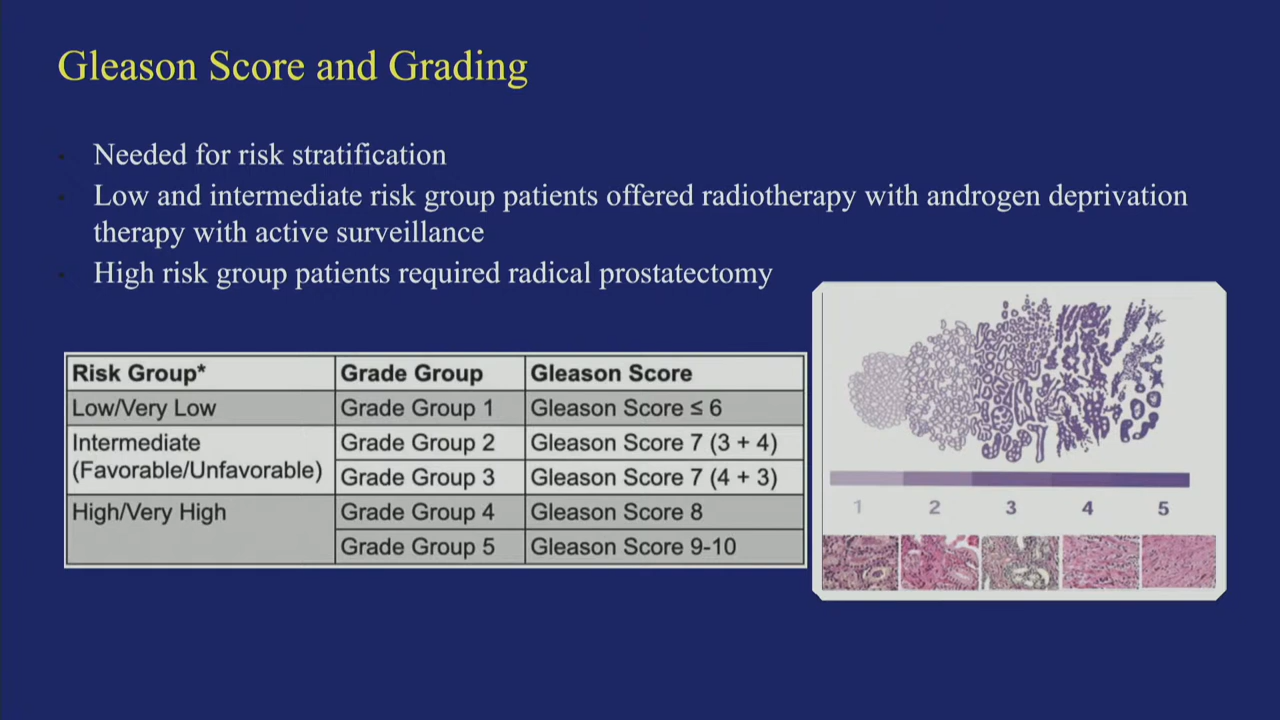 Gleason Score and Grading
Needed for risk stratification
Low and intermediate risk group patients offered radiotherapy with androgen deprivation
therapy with active surveillance
High risk group patients required radical prostatectomy
Risk Group* Grade Group Gleason Score
Low/Very Low Grade Group 1 Gleason Score ≤ 6
Intermediate Grade Group 2 Gleason Score 7 (3 + 4)
(Favorable/Unfavorable) Grade Group 3 Gleason Score 7 (4 + 3)
High/Very High Grade Group 4 Gleason Score 8
Grade Group 5 Gleason Score 9-10
1 2 3 4 5